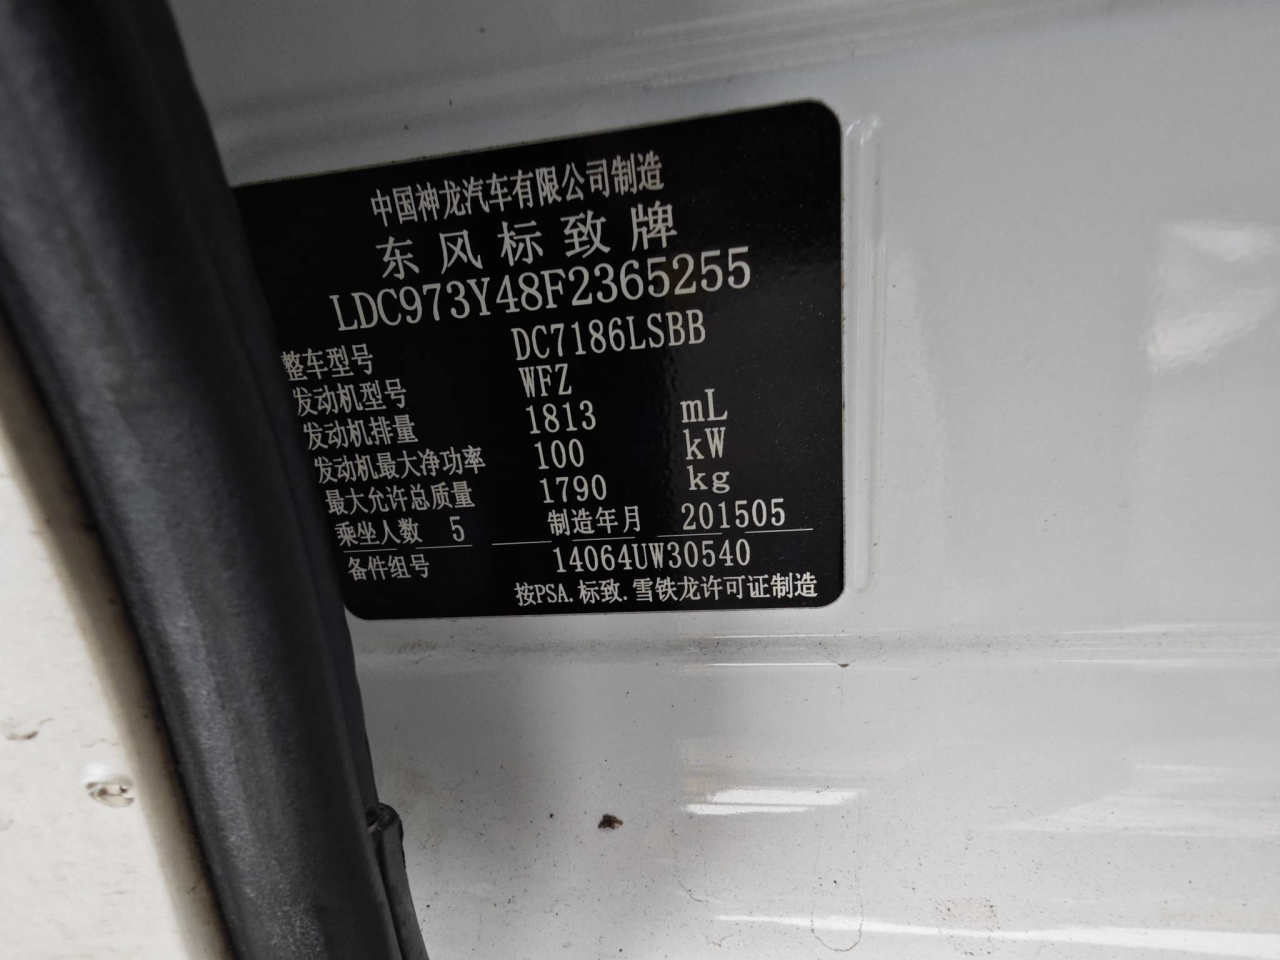 中国神龙汽车有限公司制造
东风标致牌
LDC973Y48F2365255
整车型号 DC7186LSBB
发动机型号 WFZ
发动机排量 1813 mL
发动机最大净功率 100 kW
最大允许总质量 1790 kg
乘坐人数 5 制造年月 201505
备件组号 14064UW30540
按PSA.标致.雪铁龙许可证制造